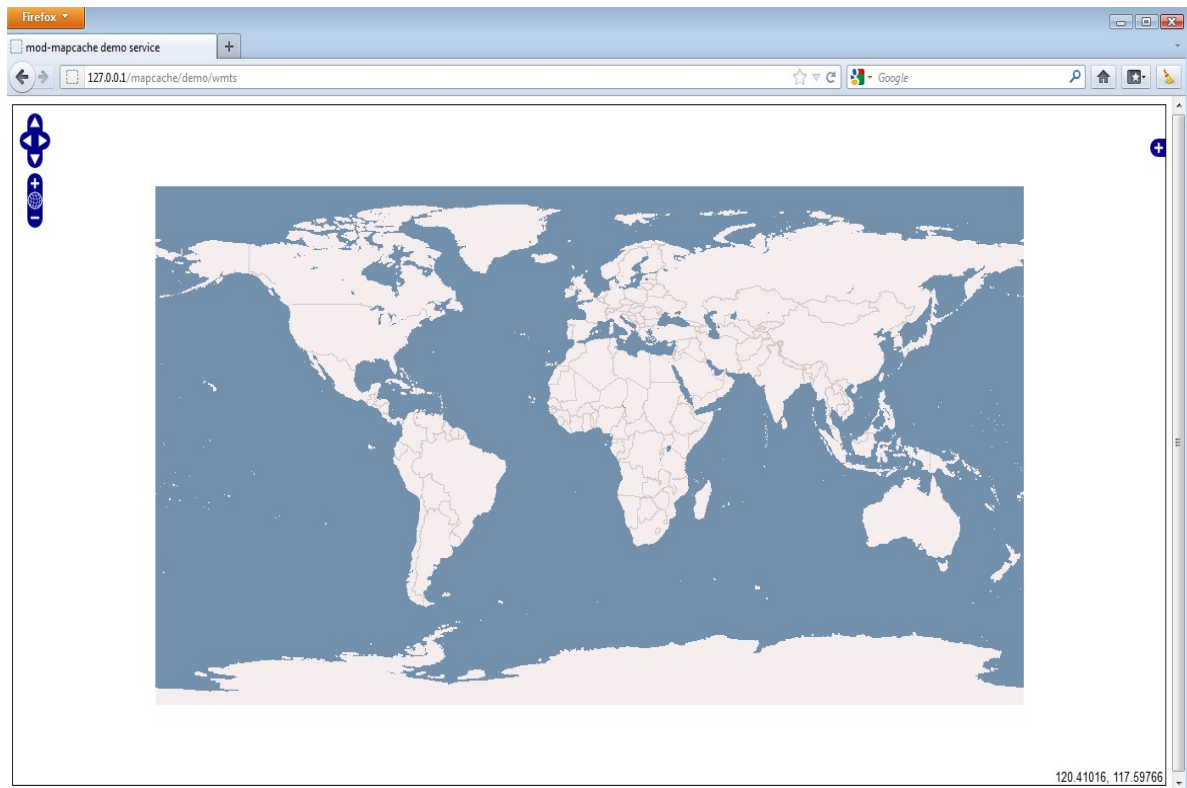 Firefox
mod-mapcache demo service
127.0.0.1/mapcache/demo/wmts
Google
120.41016, 117.59766